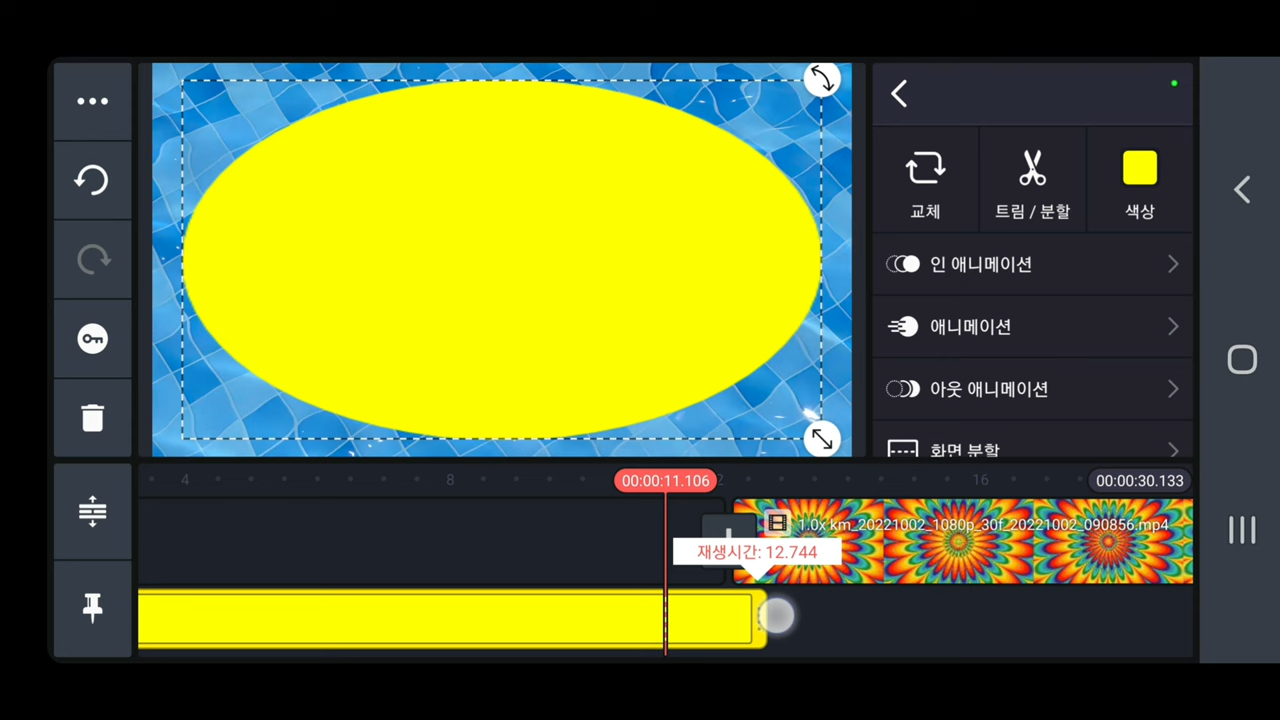 교체
트림 / 분할
색상
인 애니메이션
애니메이션
아웃 애니메이션
화면 분할
4
8
00:00:11.106
2
16
00:00:30.133
1.0x km_20221002_1080p_30f_20221002_090856.mp4
재생시간: 12.744